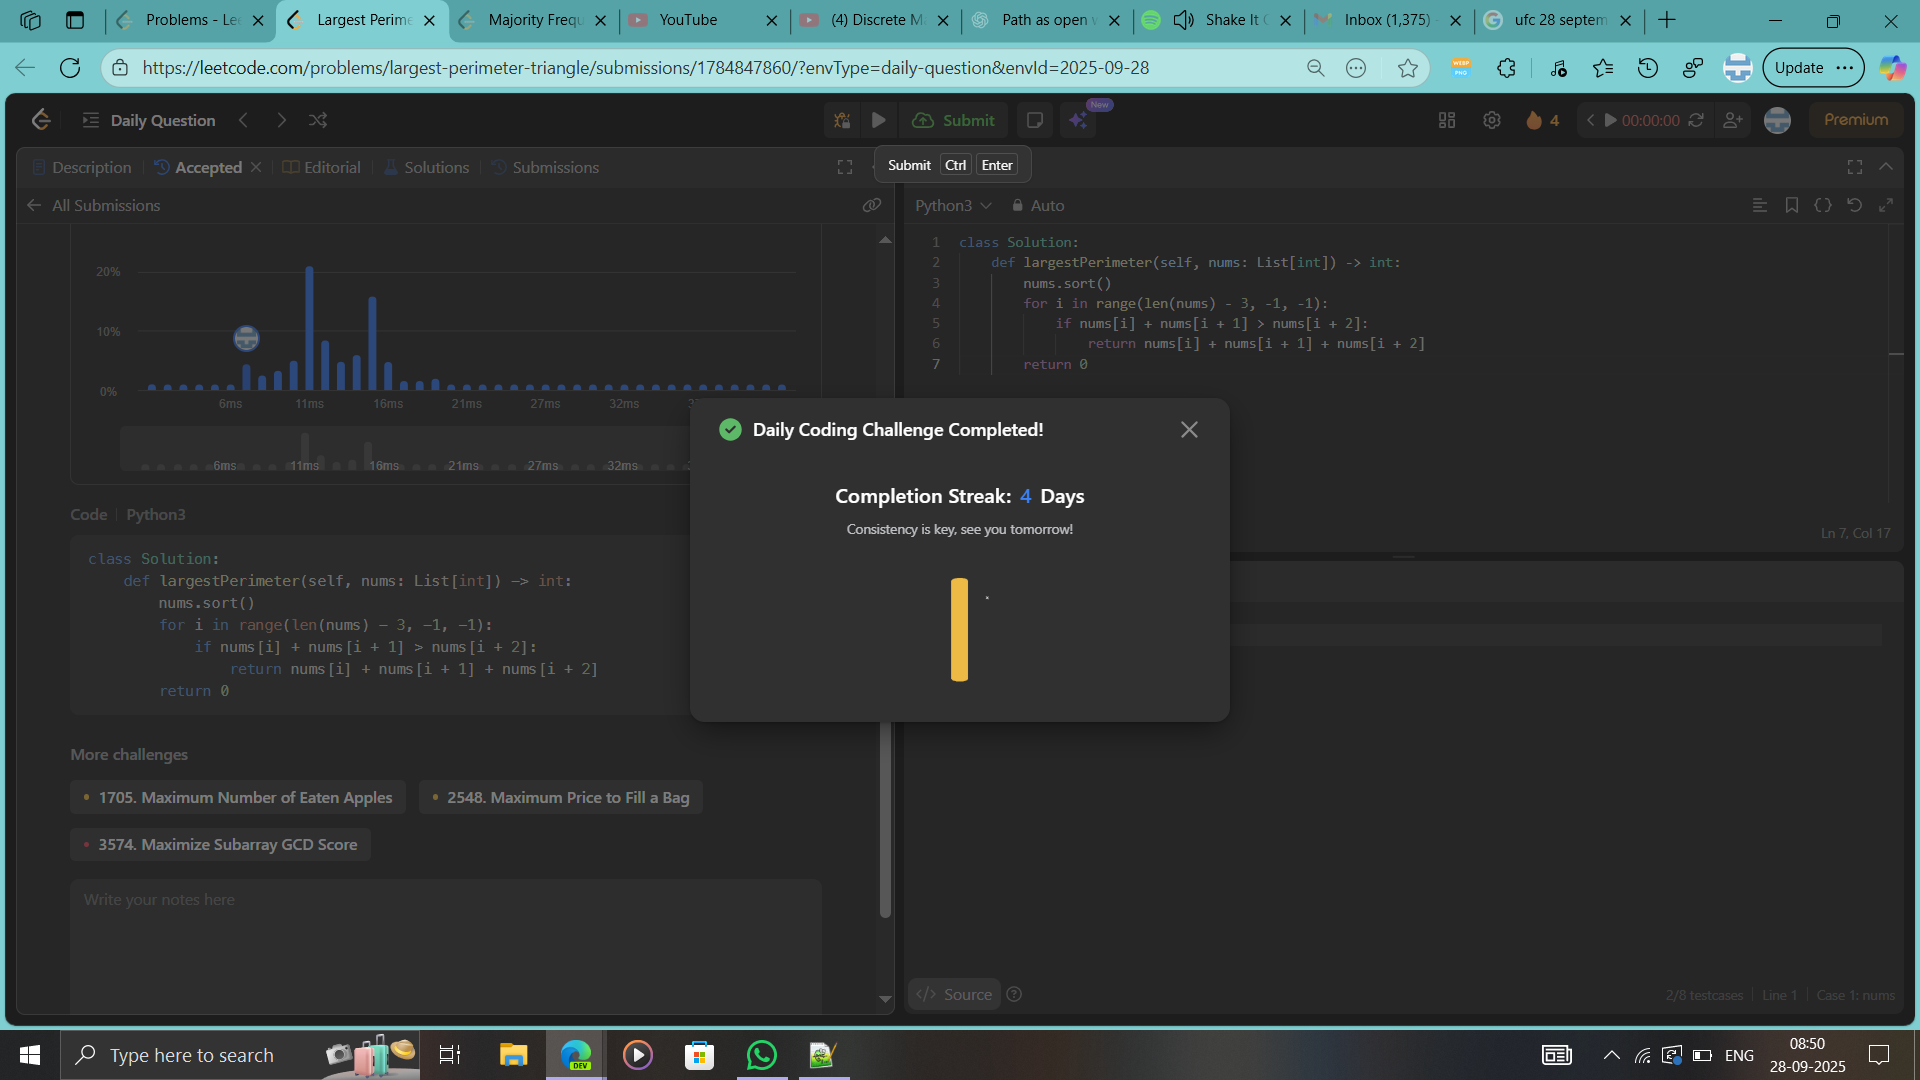 Problems - Le
Largest Perime
Majority Frequ
YouTube
(4) Discrete M
Path as open w
Shake It O
Inbox (1,375) -
ufc 28 septem
https://leetcode.com/problems/largest-perimeter-triangle/submissions/1784847860/?envType=daily-question&envId=2025-09-28
WEBP
PNG
Update
Daily Question
Submit
New
4
00:00:00
Premium
Submit Ctrl Enter
Description
Accepted
Editorial
Solutions
Submissions
All Submissions
20%
10%
0%
6ms 11ms 16ms 21ms 27ms 32ms
6ms 11ms 16ms 21ms 27ms 32ms
Code Python3
class Solution:
def largestPerimeter(self, nums: List[int]) -> int:
nums.sort()
for i in range(len(nums) - 3, -1, -1):
if nums[i] + nums[i + 1] > nums[i + 2]:
return nums[i] + nums[i + 1] + nums[i + 2]
return 0
More challenges
1705. Maximum Number of Eaten Apples
2548. Maximum Price to Fill a Bag
3574. Maximize Subarray GCD Score
Write your notes here
Python3 Auto
1 class Solution:
2 def largestPerimeter(self, nums: List[int]) -> int:
3 nums.sort()
4 for i in range(len(nums) - 3, -1, -1):
5 if nums[i] + nums[i + 1] > nums[i + 2]:
6 return nums[i] + nums[i + 1] + nums[i + 2]
7 return 0
Ln 7, Col 17
Daily Coding Challenge Completed!
Completion Streak: 4 Days
Consistency is key, see you tomorrow!
</> Source
2/8 testcases Line 1 Case 1: nums
Type here to search
DEV
ENG
08:50
28-09-2025